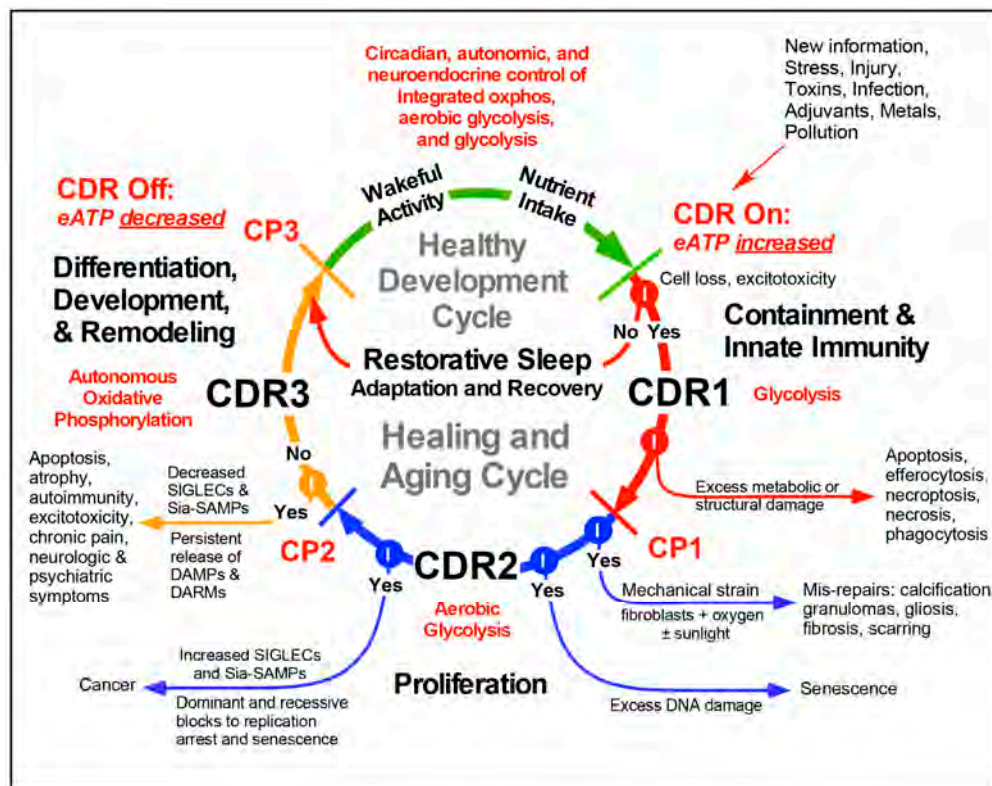 Circadian, autonomic, and
neuroendocrine control of
Integrated oxphos,
aerobic glycolysis,
and glycolysis
New information,
Stress, Injury,
Toxins, Infection,
Adjuvants, Metals,
Pollution
Wakeful
Activity
Nutrient
Intake
CDR Off:
eATP decreased
CP3
CDR On:
eATP increased
Healthy
Development
Cycle
Cell loss, excitotoxicity
No
Yes
Differentiation,
Development,
& Remodeling
Containment &
Innate Immunity
Restorative Sleep
Adaptation and Recovery
Autonomous
Oxidative
Phosphorylation
CDR3
CDR1
Glycolysis
Healing and
Aging Cycle
No
Yes
Apoptosis,
atrophy,
autoimmunity,
excitotoxicity,
chronic pain,
neurologic &
psychiatric
symptoms
Decreased
SIGLECs &
Sia-SAMPs
Persistent
release of
DAMPs &
DARMs
Excess metabolic or
structural damage
Apoptosis,
efferocytosis,
necroptosis,
necrosis,
phagocytosis
CP2
CP1
CDR2
Yes
Yes
Yes
Aerobic
Glycolysis
Mechanical strain
fibroblasts + oxygen
± sunlight
Mis-repairs: calcification,
granulomas, gliosis,
fibrosis, scarring
Proliferation
Cancer
Increased SIGLECs
and Sia-SAMPs
Dominant and recessive
blocks to replication
arrest and senescence
Excess DNA damage
Senescence